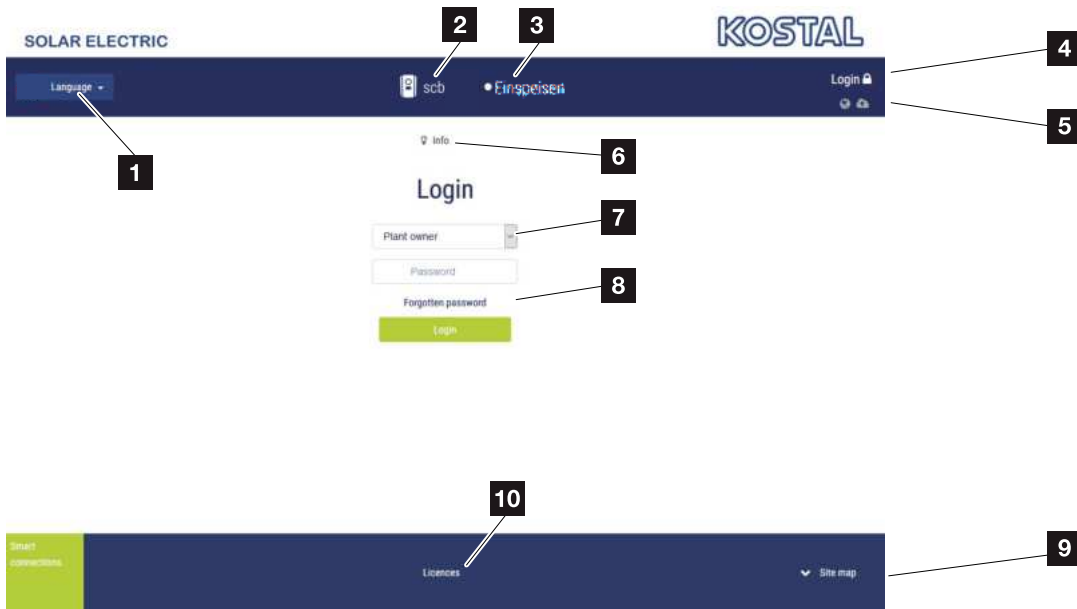 SOLAR ELECTRIC
KOSTAL
2
3
4
Language
scb
Einspeisen
Login
5
1
Info
6
Login
7
Plant owner
Password
8
Forgotten password
Login
10
9
Smart
connections.
Licences
Site map